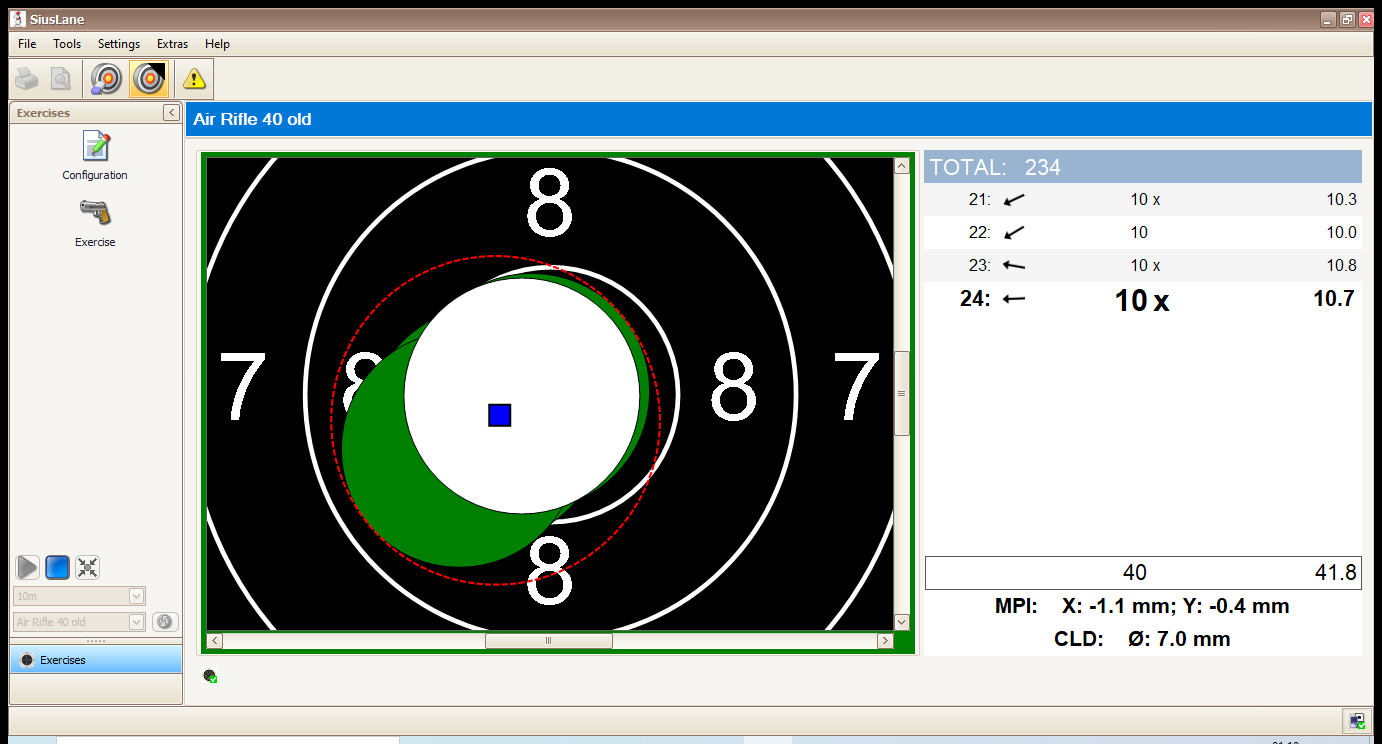 SiusLane
File Tools Settings Extras Help
Exercises
Configuration
Exercise
10m
Air Rifle 40 old
Exercises
Air Rifle 40 old
8
7 8 8 7
8
TOTAL: 234
21: 10 x 10.3
22: 10 10.0
23: 10 x 10.8
24: 10 x 10.7
40 41.8
MPI: X: -1.1 mm; Y: -0.4 mm
CLD: Ø: 7.0 mm